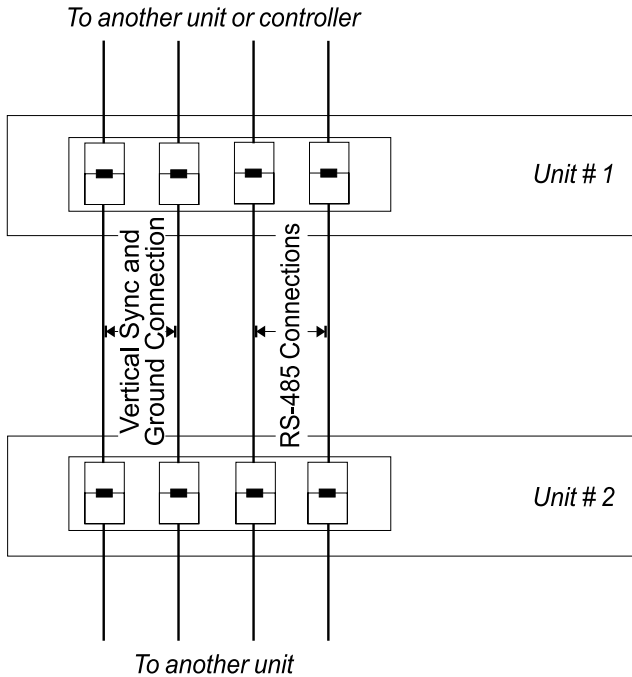 To another unit or controller
Unit # 1
Vertical Sync and
Ground Connection
RS-485 Connections
Unit # 2
To another unit